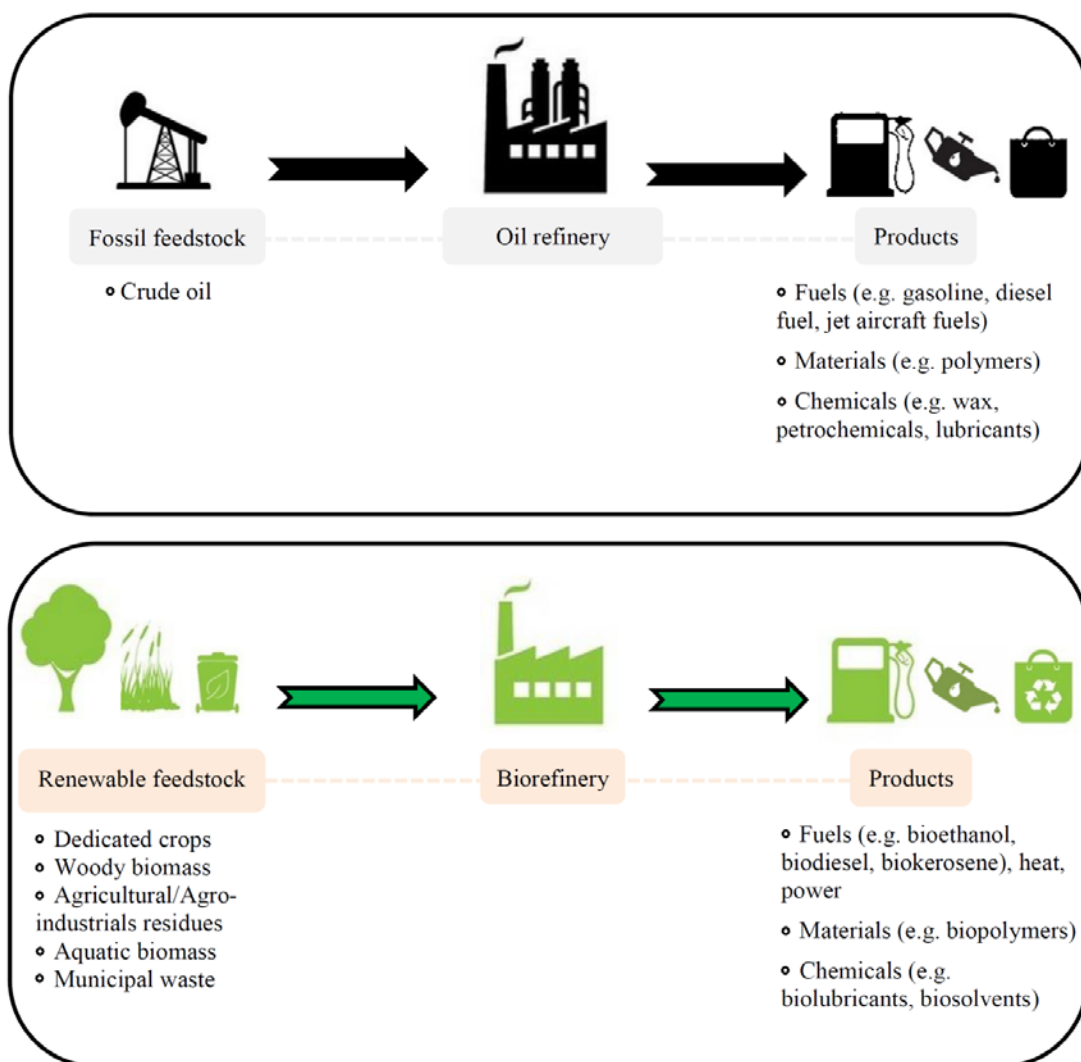 Fossil feedstock
Oil refinery
Products
Crude oil
Fuels (e.g. gasoline, diesel
fuel, jet aircraft fuels)
Materials (e.g. polymers)
Chemicals (e.g. wax,
petrochemicals, lubricants)
Renewable feedstock
Biorefinery
Products
Dedicated crops
Woody biomass
Agricultural/Agro-
industrials residues
Aquatic biomass
Municipal waste
Fuels (e.g. bioethanol,
biodiesel, biokerosene), heat,
power
Materials (e.g. biopolymers)
Chemicals (e.g.
biolubricants, biosolvents)